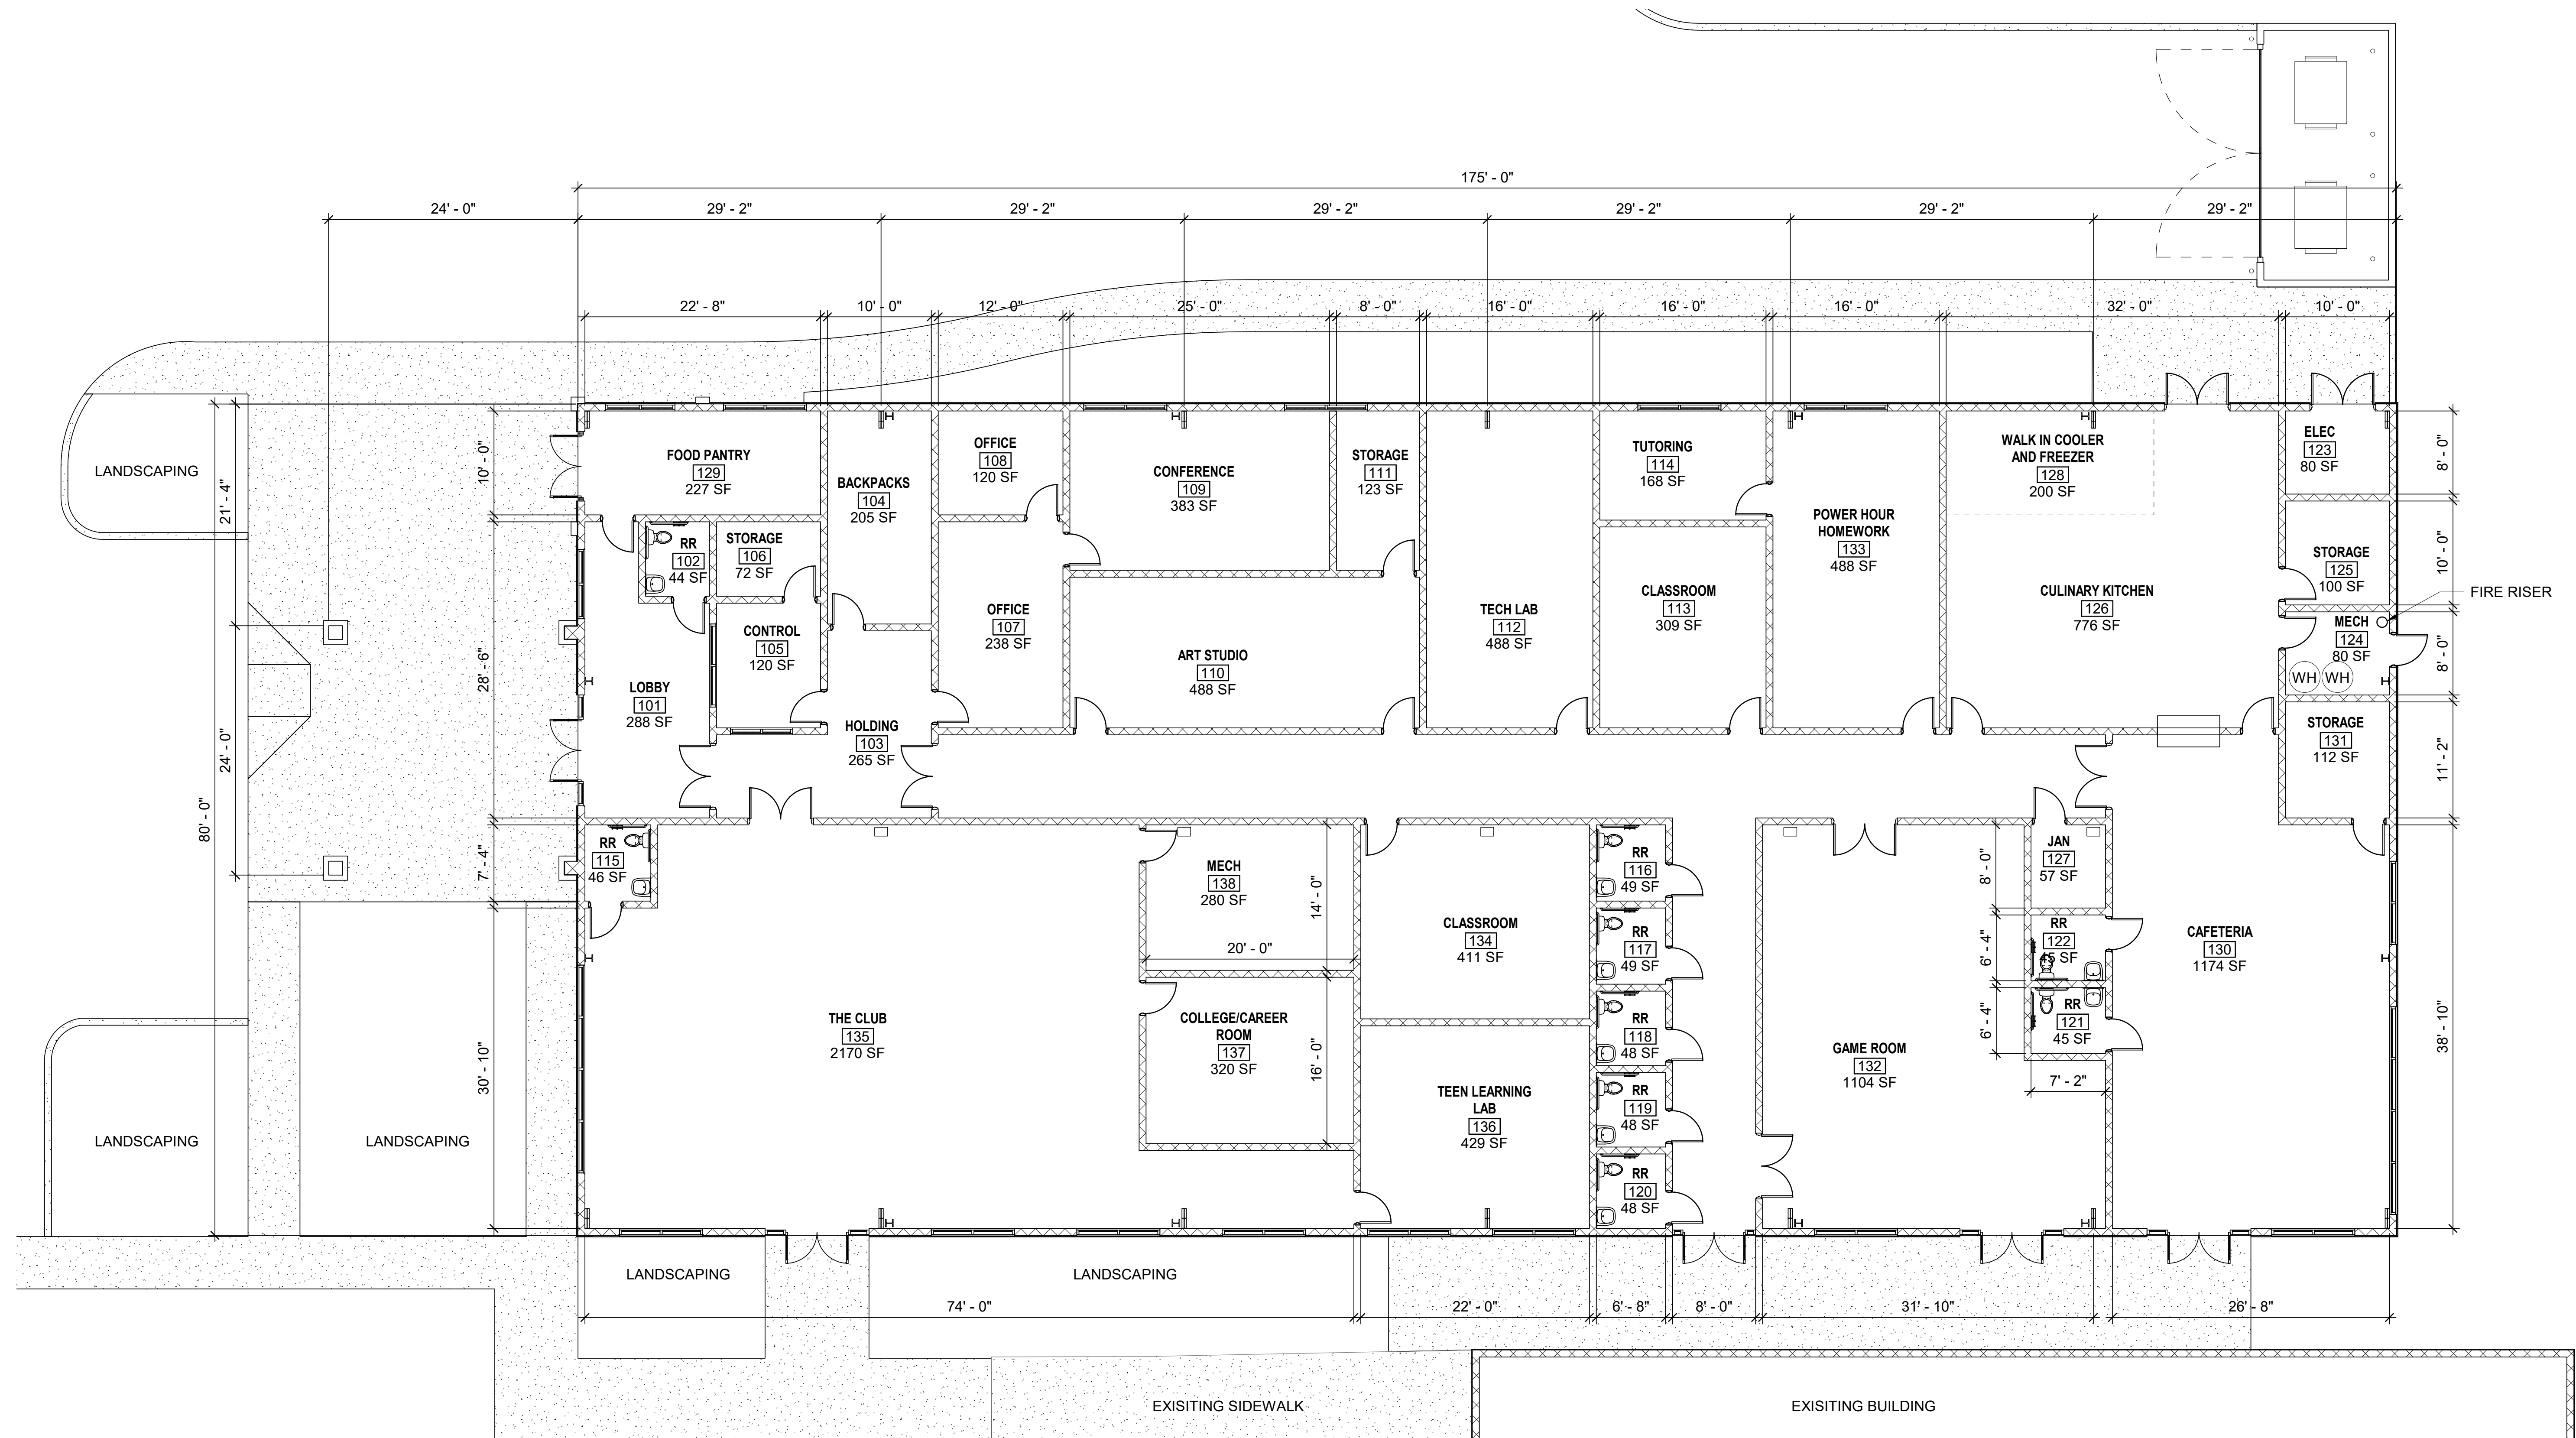 175' - 0"
24' - 0"
29' - 2"
29' - 2"
29' - 2"
29' - 2"
29' - 2"
29' - 2"
22' - 8"
10' - 0"
12' - 0"
25' - 0"
8' - 0"
16' - 0"
16' - 0"
16' - 0"
32' - 0"
10' - 0"
LANDSCAPING
21' - 4"
24' - 0"
80' - 0"
10' - 0"
28' - 6"
7' - 4"
30' - 10"
FOOD PANTRY
129
227 SF
BACKPACKS
104
205 SF
OFFICE
108
120 SF
CONFERENCE
109
383 SF
STORAGE
111
123 SF
TUTORING
114
168 SF
WALK IN COOLER
AND FREEZER
128
200 SF
ELEC
123
80 SF
8' - 0"
RR
102
44 SF
STORAGE
106
72 SF
POWER HOUR
HOMEWORK
133
488 SF
STORAGE
125
100 SF
10' - 0"
FIRE RISER
CONTROL
105
120 SF
OFFICE
107
238 SF
ART STUDIO
110
488 SF
TECH LAB
112
488 SF
CLASSROOM
113
309 SF
CULINARY KITCHEN
126
776 SF
MECH
124
80 SF
WH
WH
8' - 0"
LOBBY
101
288 SF
HOLDING
103
265 SF
STORAGE
131
112 SF
11' - 2"
RR
115
46 SF
MECH
138
280 SF
14' - 0"
20' - 0"
CLASSROOM
134
411 SF
RR
116
49 SF
RR
117
49 SF
RR
118
48 SF
RR
119
48 SF
RR
120
48 SF
8' - 0"
6' - 4"
6' - 4"
7' - 2"
JAN
127
57 SF
RR
122
45 SF
RR
121
45 SF
CAFETERIA
130
1174 SF
38' - 10"
THE CLUB
135
2170 SF
COLLEGE/CAREER
ROOM
137
320 SF
16' - 0"
TEEN LEARNING
LAB
136
429 SF
GAME ROOM
132
1104 SF
LANDSCAPING
LANDSCAPING
LANDSCAPING
LANDSCAPING
74' - 0"
22' - 0"
6' - 8"
8' - 0"
31' - 10"
26' - 8"
EXISITING SIDEWALK
EXISITING BUILDING